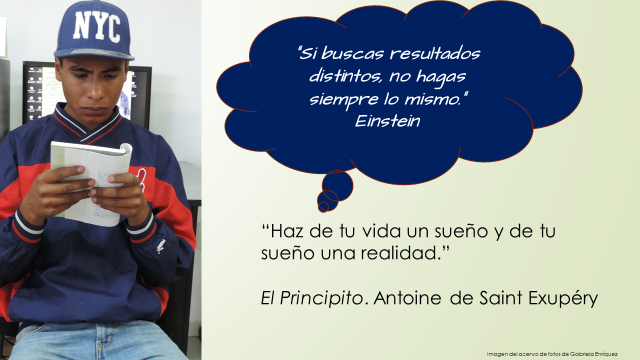 NYC
"Si buscas resultados
distintos, no hagas
siempre lo mismo."
Einstein
“Haz de tu vida un sueño y de tu
sueño una realidad.”
El Principito. Antoine de Saint Exupéry
Imagen del acervo de fotos de Gabriela Enríquez